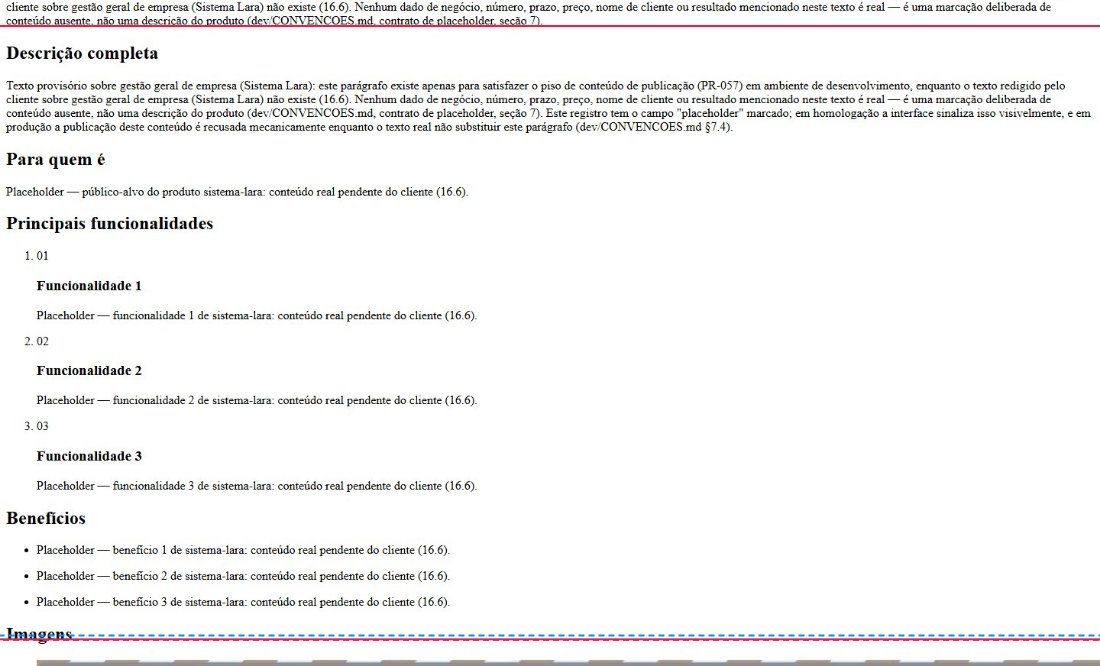 cliente sobre gestão geral de empresa (Sistema Lara) não existe (16.6). Nenhum dado de negócio, número, prazo, preço, nome de cliente ou resultado mencionado neste texto é real — é uma marcação deliberada de
conteúdo ausente, não uma descrição do produto (dev/CONVENCOES.md, contrato de placeholder, seção 7).
Descrição completa
Texto provisório sobre gestão geral de empresa (Sistema Lara): este parágrafo existe apenas para satisfazer o piso de conteúdo de publicação (PR-057) em ambiente de desenvolvimento, enquanto o texto redigido pelo
cliente sobre gestão geral de empresa (Sistema Lara) não existe (16.6). Nenhum dado de negócio, número, prazo, preço, nome de cliente ou resultado mencionado neste texto é real — é uma marcação deliberada de
conteúdo ausente, não uma descrição do produto (dev/CONVENCOES.md, contrato de placeholder, seção 7). Este registro tem o campo "placeholder" marcado; em homologação a interface sinaliza isso visivelmente, e em
produção a publicação deste conteúdo é recusada mecanicamente enquanto o texto real não substituir este parágrafo (dev/CONVENCOES.md §7.4).
Para quem é
Placeholder — público-alvo do produto sistema-lara: conteúdo real pendente do cliente (16.6).
Principais funcionalidades
1. 01
Funcionalidade 1
Placeholder — funcionalidade 1 de sistema-lara: conteúdo real pendente do cliente (16.6).
2. 02
Funcionalidade 2
Placeholder — funcionalidade 2 de sistema-lara: conteúdo real pendente do cliente (16.6).
3. 03
Funcionalidade 3
Placeholder — funcionalidade 3 de sistema-lara: conteúdo real pendente do cliente (16.6).
Benefícios
• Placeholder — benefício 1 de sistema-lara: conteúdo real pendente do cliente (16.6).
• Placeholder — benefício 2 de sistema-lara: conteúdo real pendente do cliente (16.6).
• Placeholder — benefício 3 de sistema-lara: conteúdo real pendente do cliente (16.6).
Imagens